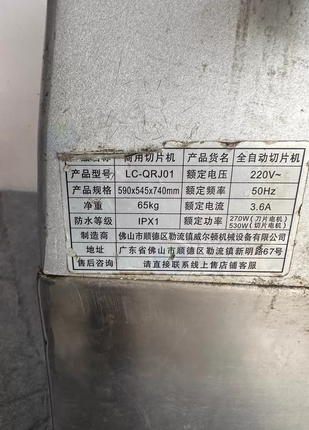 产品名称 商用切片机 产品货名 全自动切片机
产品型号 LC-QRJ01 额定电压 220V~
产品规格 590x545x740mm 额定频率 50Hz
净重 65kg 额定电流 3.6A
防水等级 IPX1 额定功率 270W(刀片电机) 530W(切片电机)
制造商 佛山市顺德区勒流镇威尔顿机械设备有限公司
地址 广东省佛山市顺德区勒流镇新明路67号
售后咨询 请直接联系线上售店铺客服